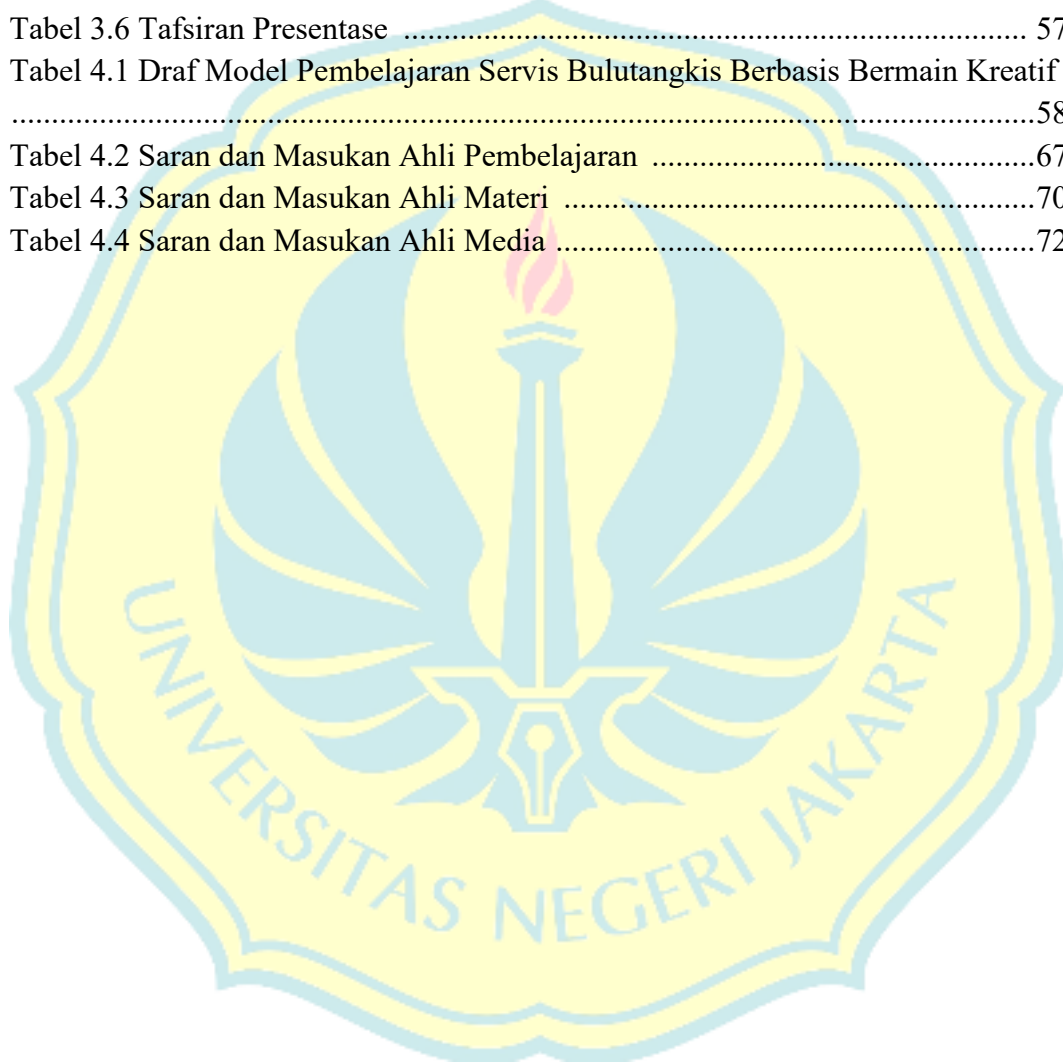 Tabel 3.6 Tafsiran Presentase ................................................................................ 57
Tabel 4.1 Draf Model Pembelajaran Servis Bulutangkis Berbasis Bermain Kreatif
....................................................................................................................................58
Tabel 4.2 Saran dan Masukan Ahli Pembelajaran .................................................67
Tabel 4.3 Saran dan Masukan Ahli Materi ............................................................70
Tabel 4.4 Saran dan Masukan Ahli Media .............................................................72
UNIVERSITAS NEGERI JAKARTA